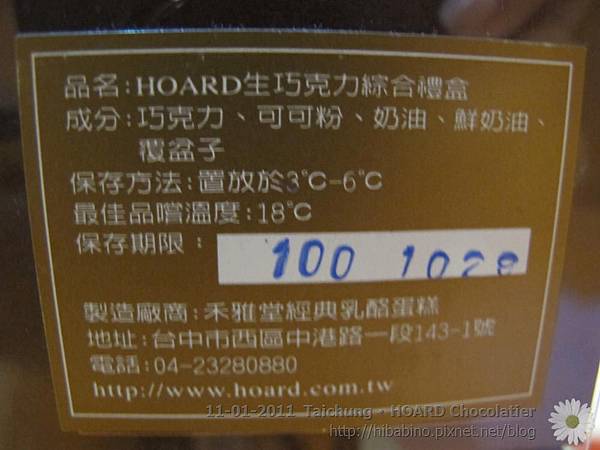 品名:HOARD生巧克力綜合禮盒
成分:巧克力、可可粉、奶油、鮮奶油、
覆盆子
保存方法:置放於3℃-6℃
最佳品嚐溫度:18℃
保存期限:
100 1028
製造廠商:禾雅堂經典乳酪蛋糕
地址:台中市西區中港路一段143-1號
電話:04-23280880
http://www.hoard.com.tw
11-01-2011 Taichung - HOARD Chocolatier
http://hibabino.pixnet.net/blog